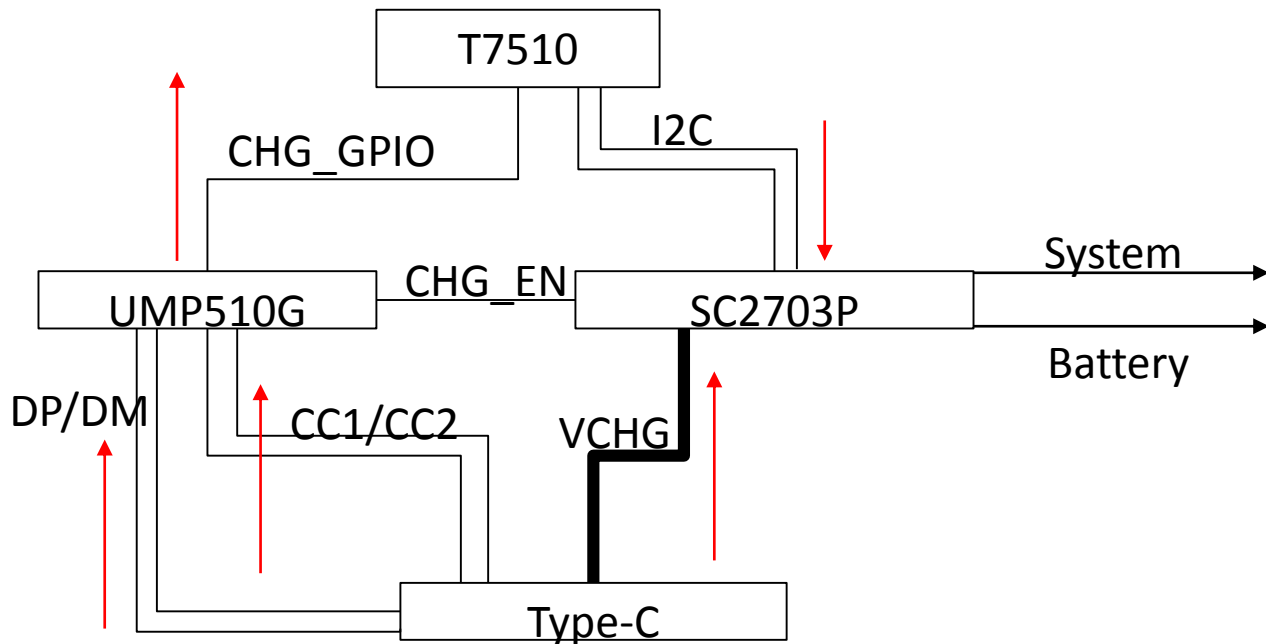 T7510
I2C
CHG_GPIO
System
CHG_EN
UMP510G
SC2703P
Battery
DP/DM
CC1/CC2
VCHG
Type-C